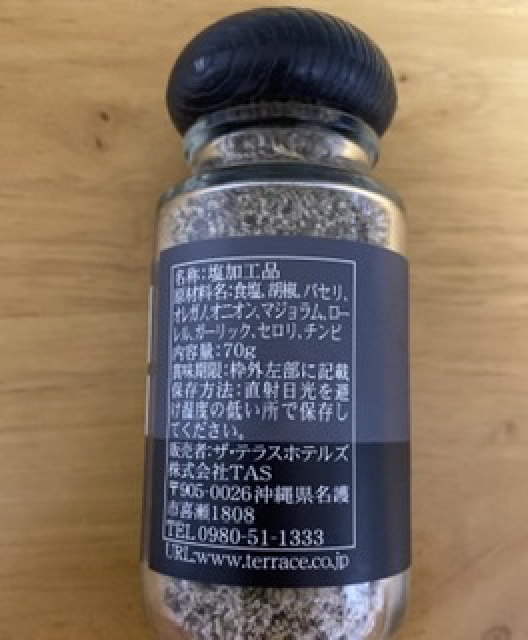 名称:塩加工品
原材料名:食塩、胡椒、パセリ、
オレガノ、オニオン、マジョラム、ロー
レル、ガーリック、セロリ、チンピ
内容量:70g
賞味期限:枠外左部に記載
保存方法:直射日光を避
け湿度の低い所で保存し
てください。
販売者:ザ・テラスホテルズ
株式会社TAS
〒905-0026沖縄県名護
市喜瀬1808
TEL0980-51-1333
URL:www.terrace.co.jp